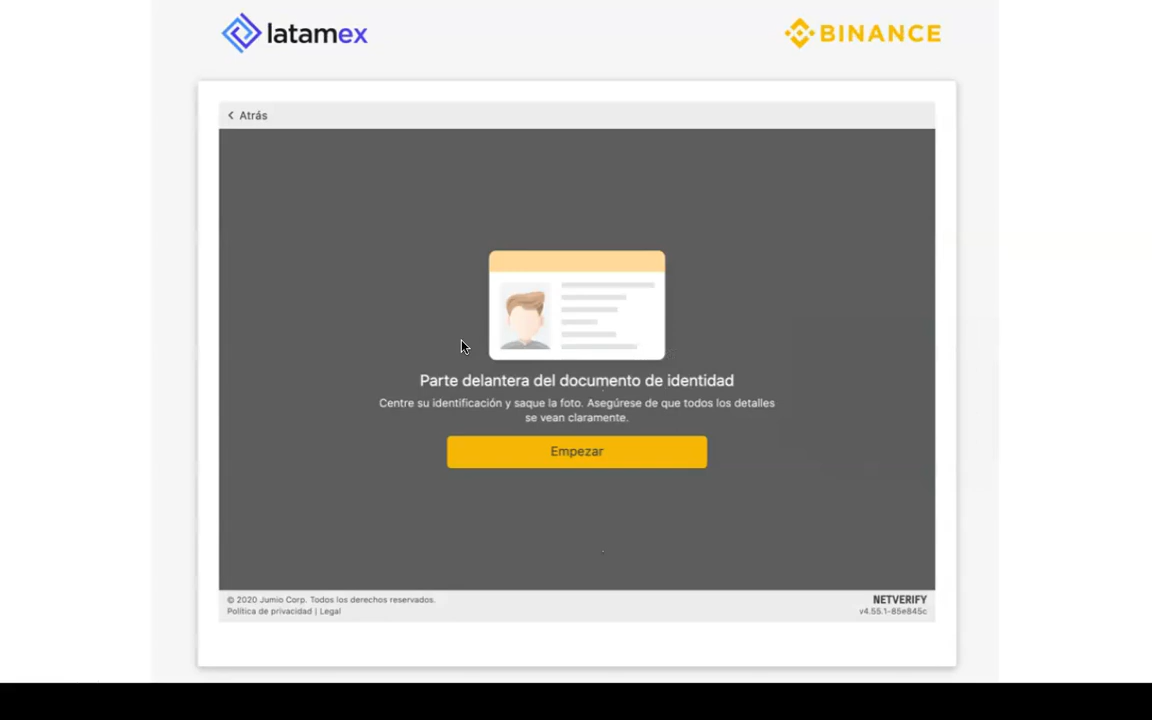 latamex
BINANCE
Atrás
Parte delantera del documento de identidad
Centre su identificación y saque la foto. Asegúrese de que todos los detalles
se vean claramente.
Empezar
© 2020 Jumio Corp. Todos los derechos reservados.
Política de privacidad | Legal
NETVERIFY
v4.55.1-85e845c